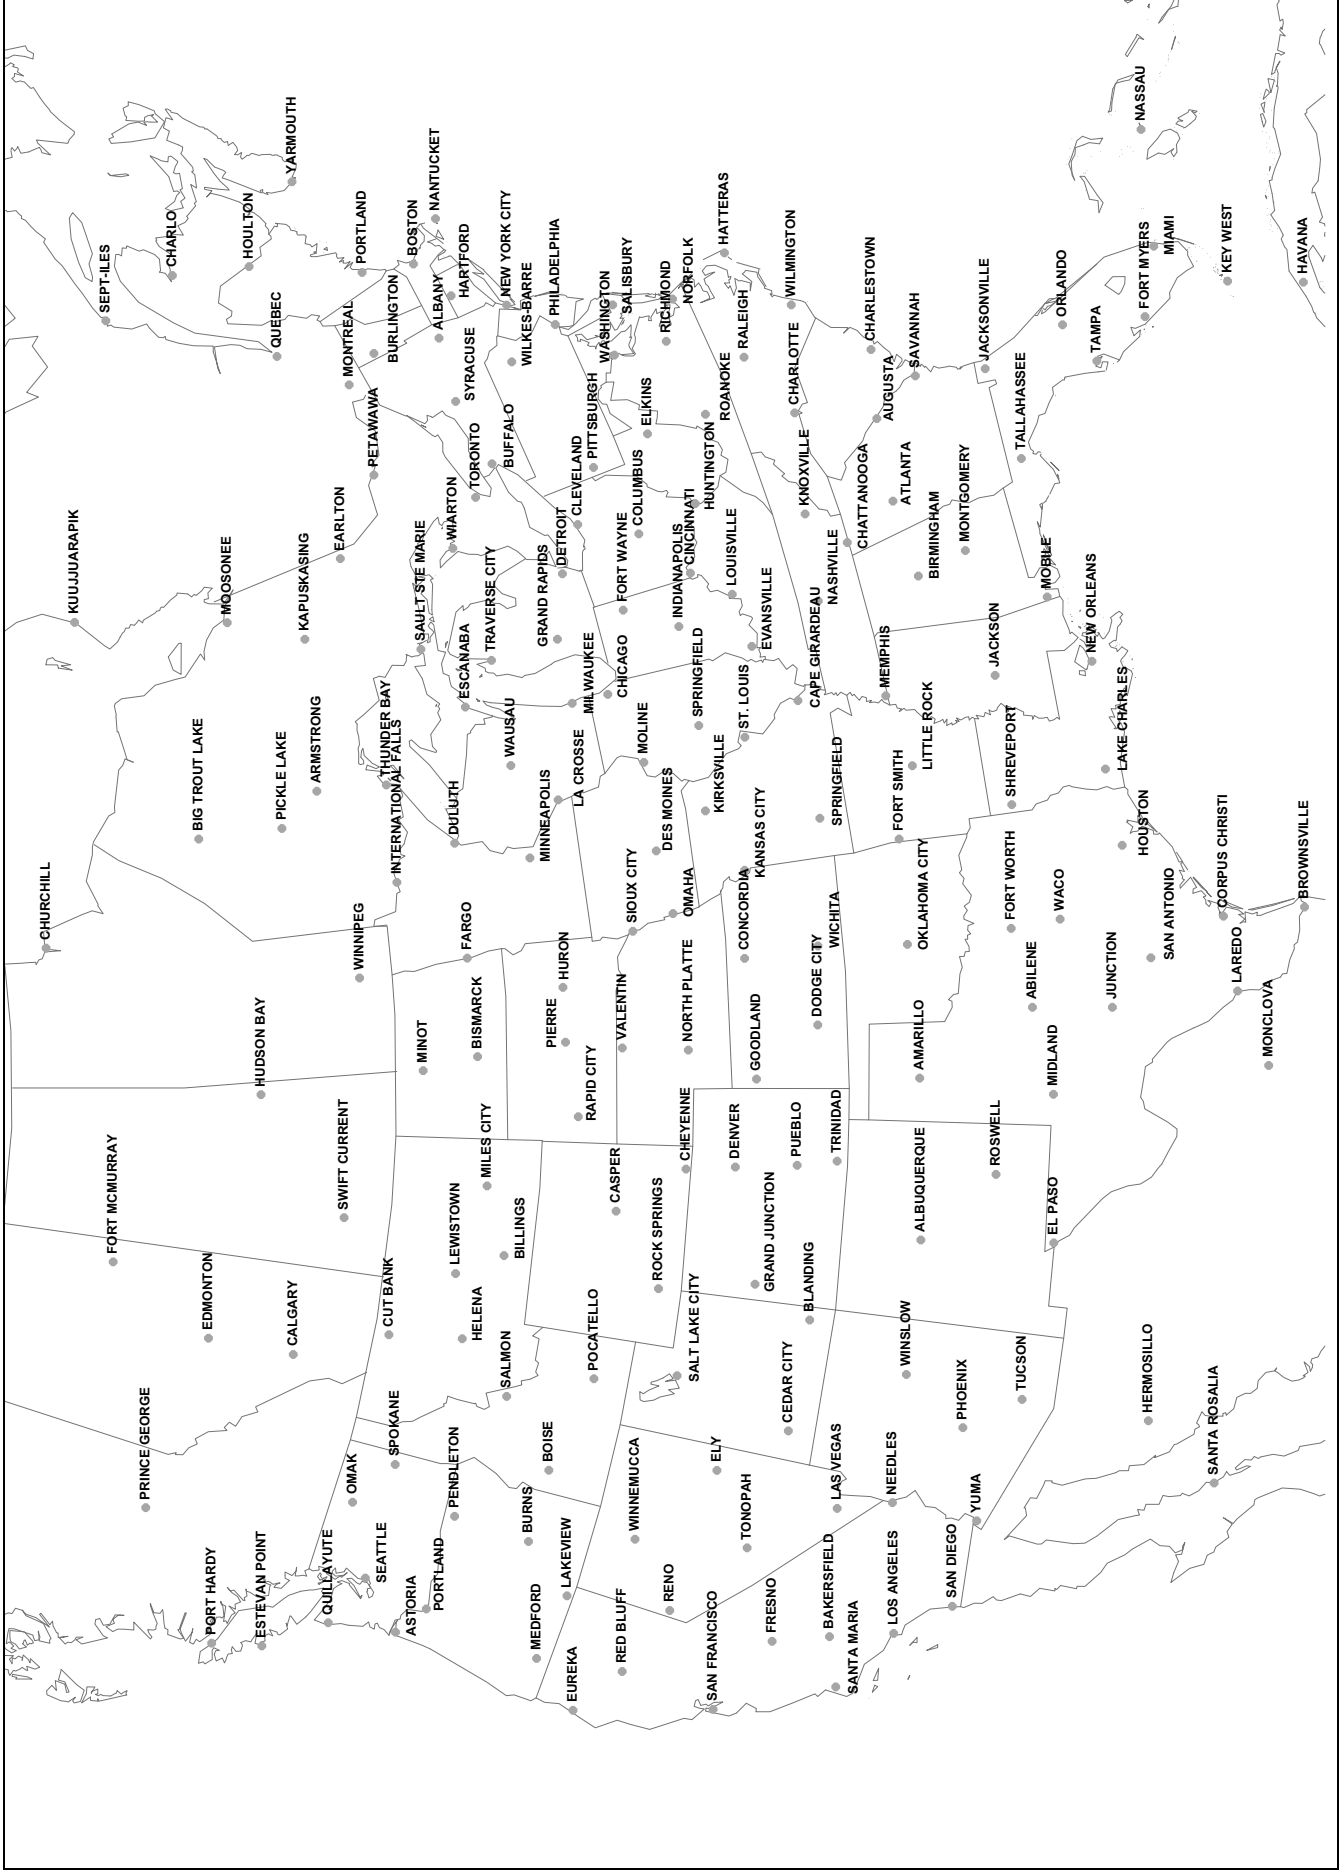 CHURCHILL
KUUJJUARAPIK
FORT MCMURRAY
SEPT-ILES
PRINCE GEORGE
CHARLO
BIG TROUT LAKE
EDMONTON
PORT HARDY
MOOSONEE
HOULTON
HUDSON BAY
ESTEVAN POINT
QUEBEC
PICKLE LAKE
CALGARY
YARMOUTH
KAPUSKASING
ARMSTRONG
QUILLAYUTE
EARLTON
SWIFT CURRENT
MONTREAL
OMAK
PORTLAND
WINNIPEG
PETAWAWA
SEATTLE
BURLINGTON
THUNDER BAY
CUT BANK
INTERNATIONAL FALLS
SPOKANE
ASTORIA
BOSTON
SAULT STE MARIE
MINOT
PORTLAND
NANTUCKET
ALBANY
WIARTON
DULUTH
LEWISTOWN
PENDLETON
HARTFORD
SYRACUSE
ESCANABA
FARGO
HELENA
TORONTO
BISMARCK
MILES CITY
TRAVERSE CITY
BUFFALO
NEW YORK CITY
SALMON
WAUSAU
BILLINGS
WILKES-BARRE
BURNS
MINNEAPOLIS
MEDFORD
GRAND RAPIDS
BOISE
PIERRE
PHILADELPHIA
DETROIT
HURON
LAKEVIEW
EUREKA
CLEVELAND
LA CROSSE
RAPID CITY
MILWAUKEE
PITTSBURGH
POCATELLO
WASHINGTON
CASPER
CHICAGO
FORT WAYNE
VALENTIN
RED BLUFF
SALISBURY
SIOUX CITY
WINNEMUCCA
COLUMBUS
MOLINE
ELKINS
ROCK SPRINGS
RICHMOND
DES MOINES
RENO
INDIANAPOLIS
NORFOLK
CINCINNATI
OMAHA
NORTH PLATTE
CHEYENNE
SALT LAKE CITY
SPRINGFIELD
HUNTINGTON
SAN FRANCISCO
ELY
KIRKSVILLE
HATTERAS
ROANOKE
LOUISVILLE
DENVER
RALEIGH
ST. LOUIS
CONCORDIA
TONOPAH
GOODLAND
KANSAS CITY
EVANSVILLE
GRAND JUNCTION
FRESNO
WILMINGTON
CHARLOTTE
CEDAR CITY
PUEBLO
KNOXVILLE
BLANDING
CAPE GIRARDEAU
DODGE CITY
BAKERSFIELD
NASHVILLE
WICHITA
SPRINGFIELD
TRINIDAD
LAS VEGAS
SANTA MARIA
CHATTANOOGA
CHARLESTOWN
MEMPHIS
AUGUSTA
NEEDLES
LOS ANGELES
FORT SMITH
ATLANTA
WINSLOW
SAVANNAH
AMARILLO
ALBUQUERQUE
OKLAHOMA CITY
LITTLE ROCK
BIRMINGHAM
SAN DIEGO
PHOENIX
MONTGOMERY
YUMA
JACKSONVILLE
JACKSON
ROSWELL
SHREVEPORT
FORT WORTH
TALLAHASSEE
TUCSON
ABILENE
MOBILE
MIDLAND
EL PASO
ORLANDO
WACO
NEW ORLEANS
TAMPA
JUNCTION
LAKE CHARLES
NASSAU
FORT MYERS
HOUSTON
HERMOSILLO
MIAMI
SAN ANTONIO
SANTA ROSALIA
KEY WEST
CORPUS CHRISTI
LAREDO
MONCLOVA
HAVANA
BROWNSVILLE